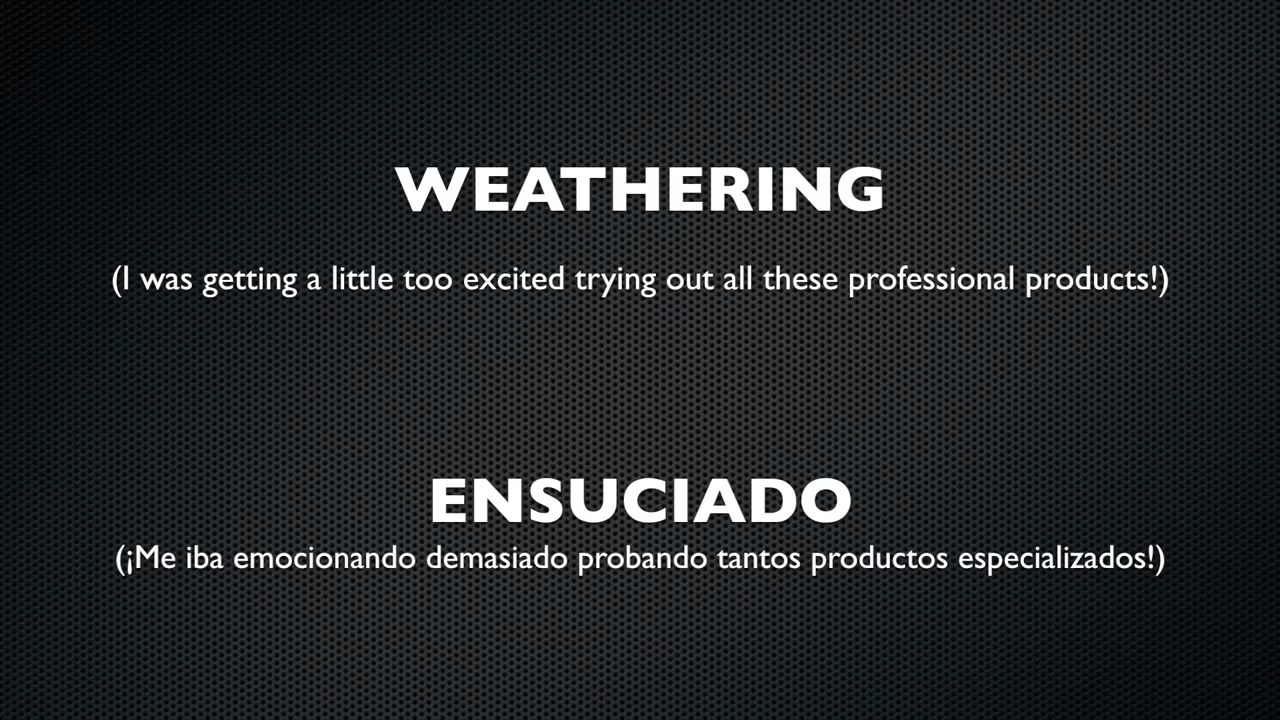 WEATHERING
(I was getting a little too excited trying out all these professional products!)
ENSUCIADO
(¡Me iba emocionando demasiado probando tantos productos especializados!)